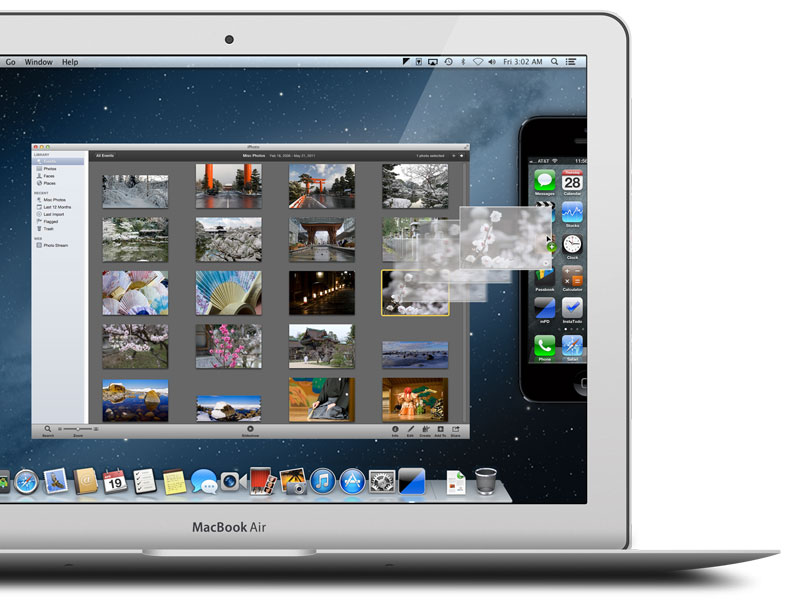 Go Window Help
Fri 3:02 AM
iPhoto
LIBRARY
Events
Photos
Faces
Places
RECENT
Misc Photos
Last 12 Months
Last Import
Flagged
Trash
WEB
Photo Stream
All Events
Misc Photos
1 photo selected
Search
Zoom
Slideshow
Info Edit Create Add To Share
AT&T
Messages Calendar
28
Stocks
Clock
Passbook Calculator
mPD InstaTodo
Phone Safari
19
MacBook Air